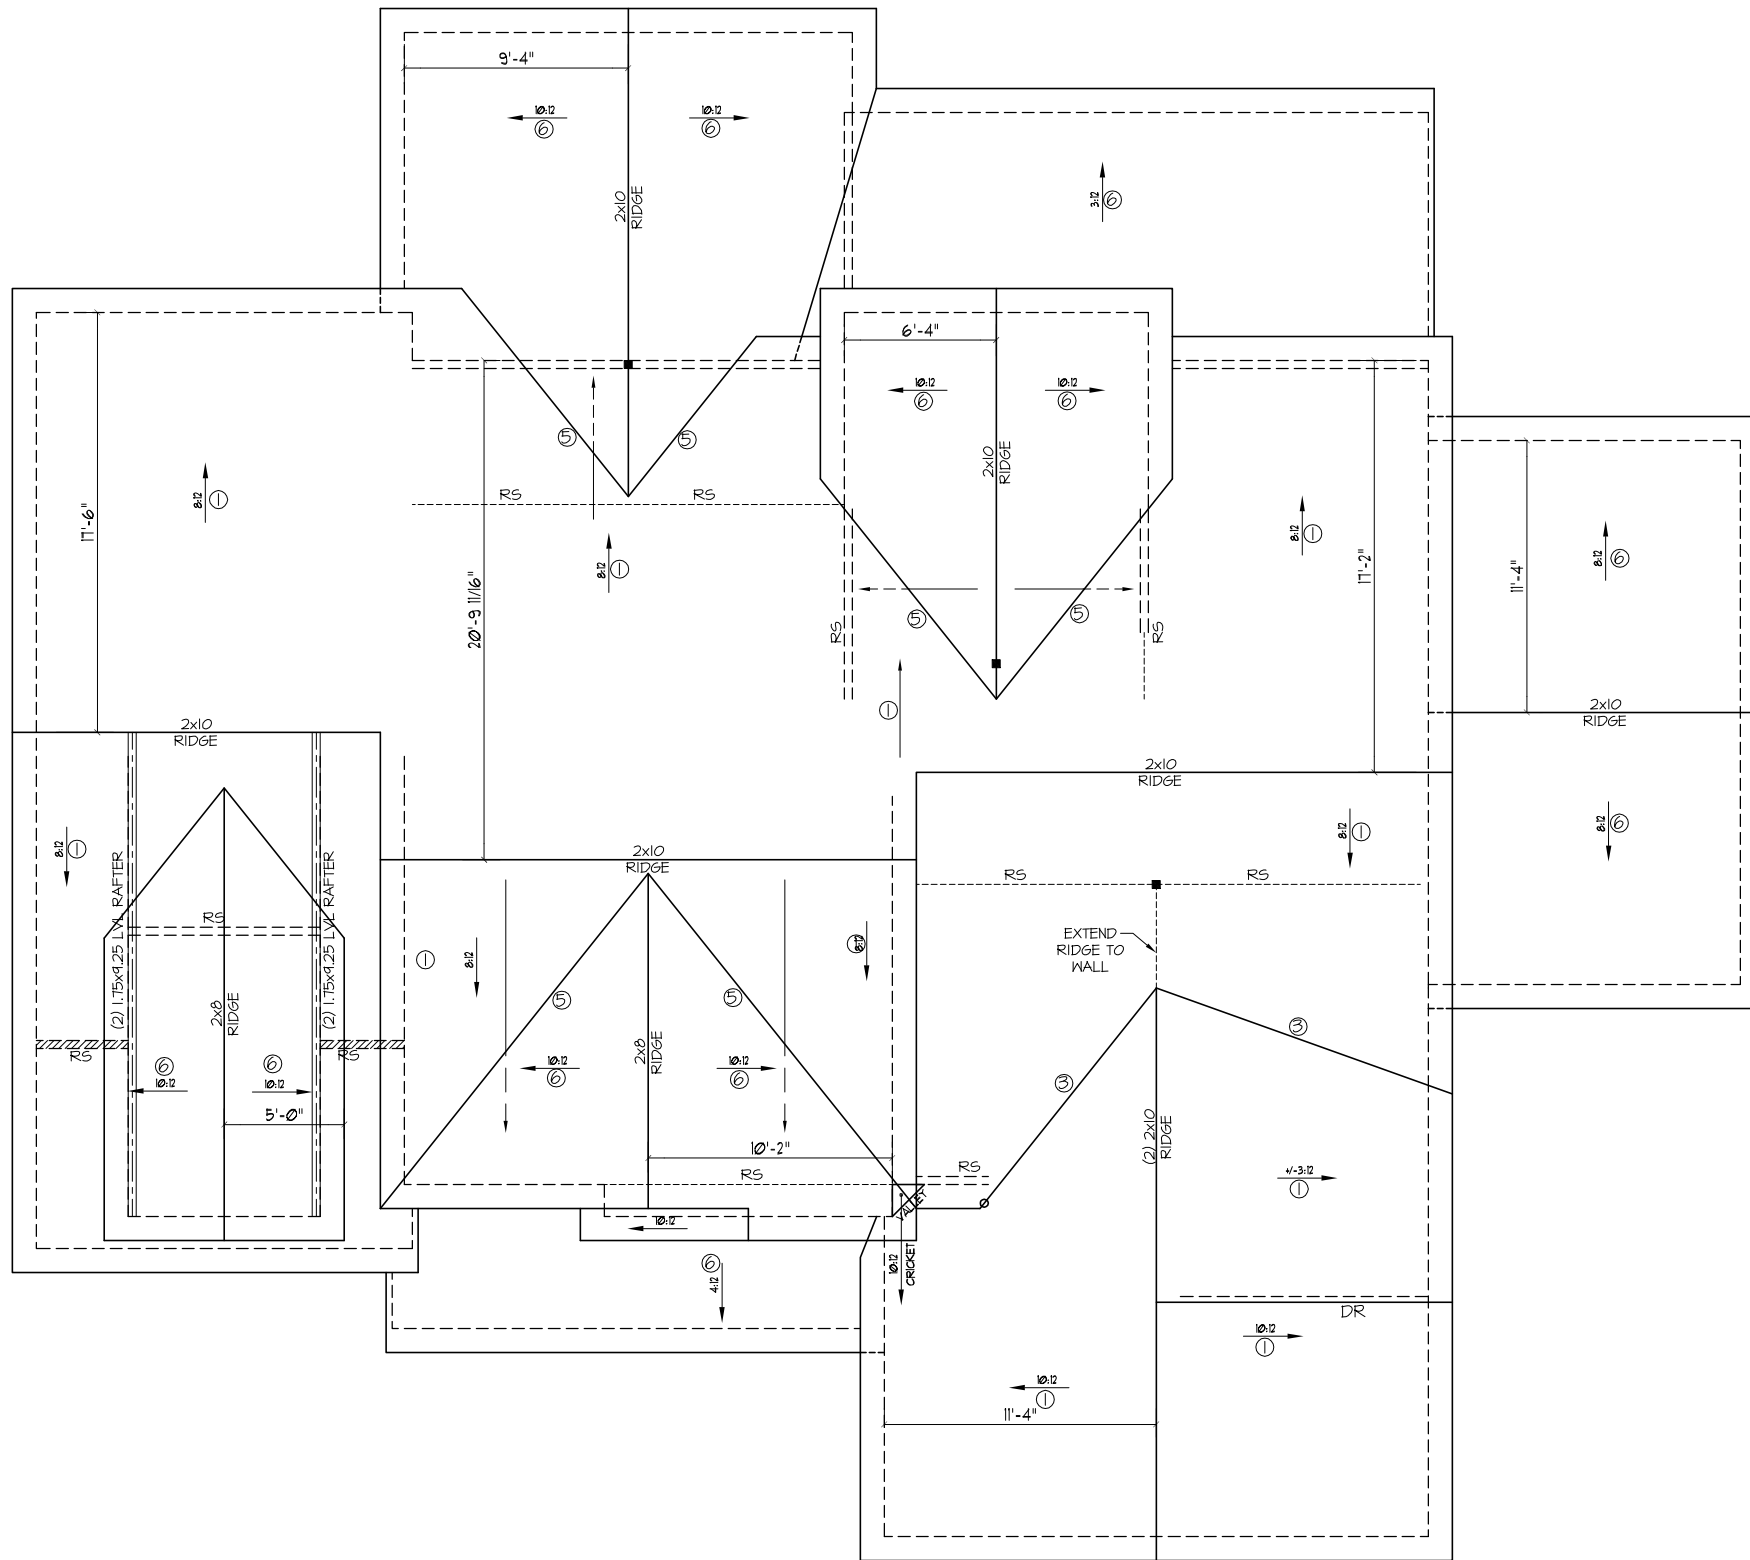 9'-4"
10:12
6
10:12
6
2x10
RIDGE
3:12
6
6'-4"
10:12
6
10:12
6
2x10
RIDGE
5
5
RS
RS
8:12
1
17'-6"
8:12
1
20'-9 11/16"
8:12
1
17'-2"
11'-4"
8:12
6
RS
5
5
RS
1
2x10
RIDGE
2x10
RIDGE
2x10
RIDGE
8:12
1
8:12
1
8:12
6
2x10
RIDGE
(2) 1.75x9.25 LVL RAFTER
(2) 1.75x9.25 LVL RAFTER
RS
RS
RS
EXTEND
RIDGE TO
WALL
1
8:12
1
8:12
2x8
RIDGE
5
5
3
3
RS
RS
6
10:12
6
10:12
5'-0"
10:12
6
2x8
RIDGE
10:12
6
10'-2"
RS
RS
(2) 2x10
RIDGE
+/-3:12
1
VALLEY
10:12
10:12
CRICKET
6
4:12
DR
10:12
1
10:12
1
11'-4"